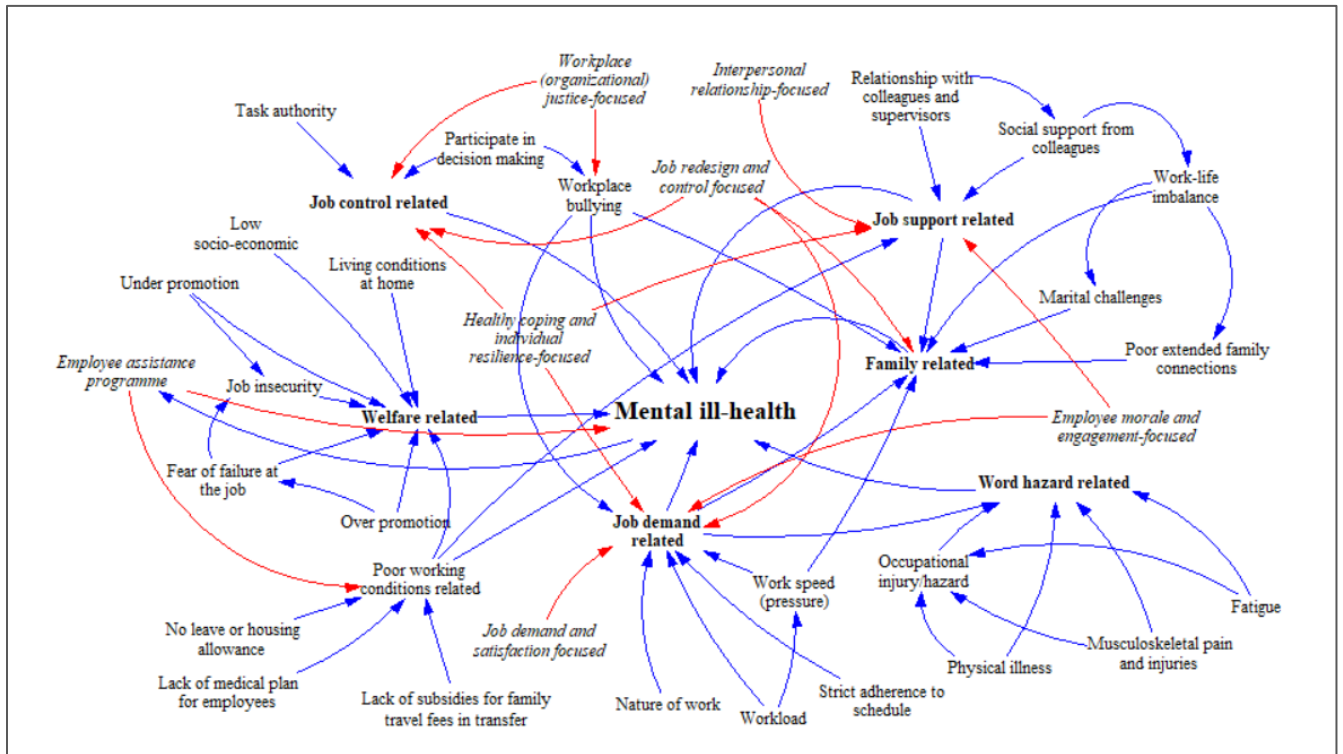 Workplace
(organizational)
justice-focused
Interpersonal
relationship-focused
Relationship with
colleagues and
supervisors
Task authority
Participate in
decision making
Social support from
colleagues
Job redesign and
control focused
Workplace
bullying
Work-life
imbalance
Job control related
Job support related
Low
socio-economic
Living conditions
at home
Under promotion
Marital challenges
Healthy coping and
individual
resilience-focused
Employee assistance
programme
Job insecurity
Family related
Poor extended family
connections
Welfare related
Mental ill-health
Employee morale and
engagement-focused
Fear of failure at
the job
Word hazard related
Over promotion
Job demand
related
Poor working
conditions related
Work speed
(pressure)
Occupational
injury/hazard
Fatigue
No leave or housing
allowance
Job demand and
satisfaction focused
Musculoskeletal pain
and injuries
Physical illness
Lack of medical plan
for employees
Lack of subsidies for family
travel fees in transfer
Nature of work
Workload
Strict adherence to
schedule